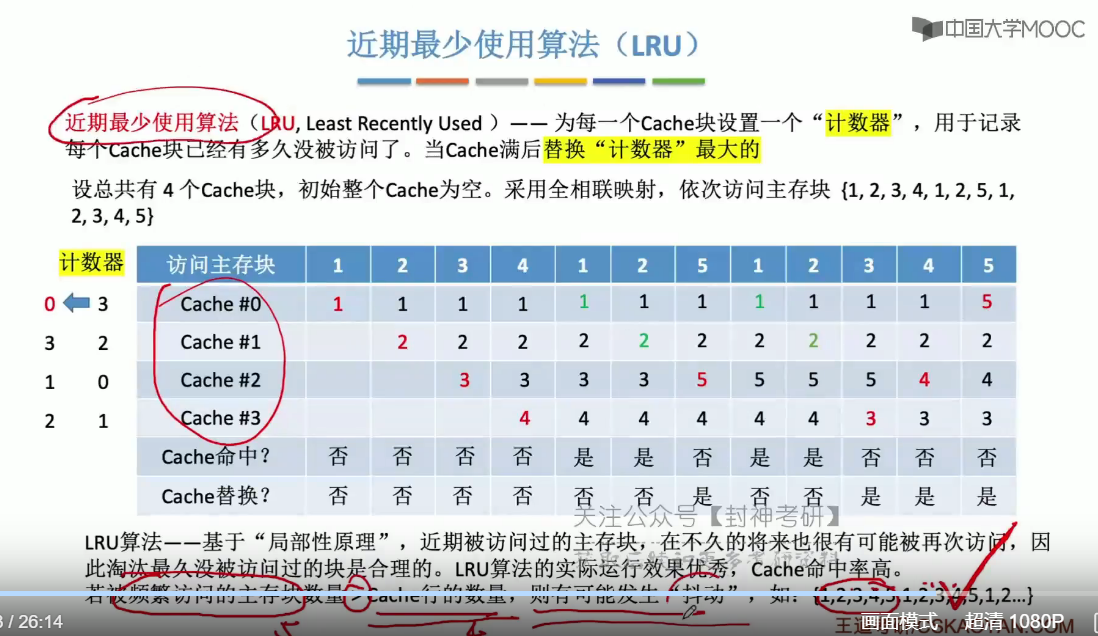 中国大学MOOC
近期最少使用算法（LRU）
近期最少使用算法（LRU, Least Recently Used ）—— 为每一个Cache块设置一个“计数器”，用于记录
每个Cache块已经有多久没被访问了。当Cache满后替换“计数器”最大的
设总共有 4 个Cache块，初始整个Cache为空。采用全相联映射，依次访问主存块 {1, 2, 3, 4, 1, 2, 5, 1,
2, 3, 4, 5}
计数器 访问主存块 1 2 3 4 1 2 5 1 2 3 4 5
0 3 Cache #0 1 1 1 1 1 1 1 1 1 1 1 5
3 2 Cache #1 2 2 2 2 2 2 2 2 2 2 2
1 0 Cache #2 3 3 3 3 5 5 5 5 4 4
2 1 Cache #3 4 4 4 4 4 4 3 3 3
Cache命中？ 否 否 否 否 是 是 否 是 是 否 否 否
Cache替换？ 否 否 否 否 否 否 是 否 否 是 是 是
关注公众号【封神考研】
LRU算法——基于“局部性原理”，近期被访问过的主存块，在不久的将来也很有可能被再次访问，因
此淘汰最久没被访问过的块是合理的。LRU算法的实际运行效果优秀，Cache命中率高。
若被频繁访问的主存块数量 > Cache行的数量，则有可能发生“抖动”，如：{1,2,3,4,5,1,2,3,4,5,1,2...}
/ 26:14
画面模式 超清 1080P